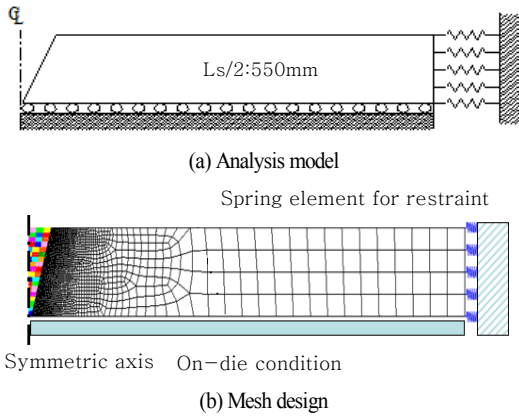 ℄
Ls/2:550mm
(a) Analysis model
Spring element for restraint
Symmetric axis On-die condition
(b) Mesh design